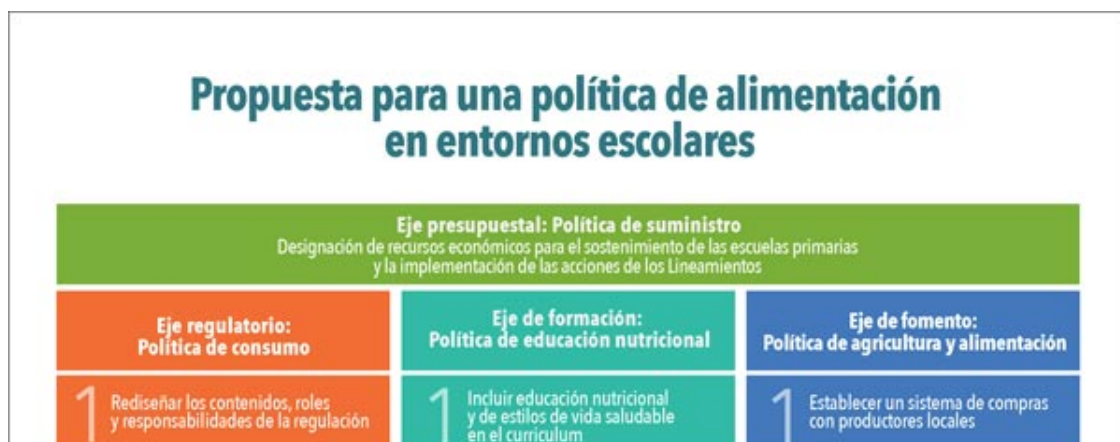 Propuesta para una política de alimentación
en entornos escolares
Eje presupuestal: Política de suministro
Designación de recursos económicos para el sostenimiento de las escuelas primarias
y la implementación de las acciones de los Lineamientos
Eje regulatorio:
Política de consumo
Eje de formación:
Política de educación nutricional
Eje de fomento:
Política de agricultura y alimentación
1
Rediseñar los contenidos, roles
y responsabilidades de la regulación
1
Incluir educación nutricional
y de estilos de vida saludable
en el curriculum
1
Establecer un sistema de compras
con productores locales